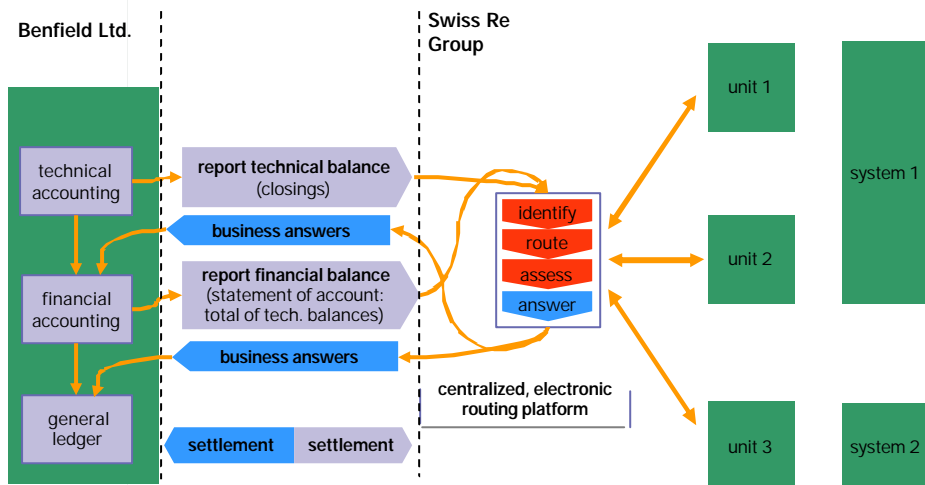 Benfield Ltd.
Swiss Re
Group
technical
accounting
financial
accounting
general
ledger
report technical balance
(closings)
business answers
report financial balance
(statement of account:
total of tech. balances)
business answers
settlement
settlement
identify
route
assess
answer
centralized, electronic
routing platform
unit 1
unit 2
unit 3
system 1
system 2